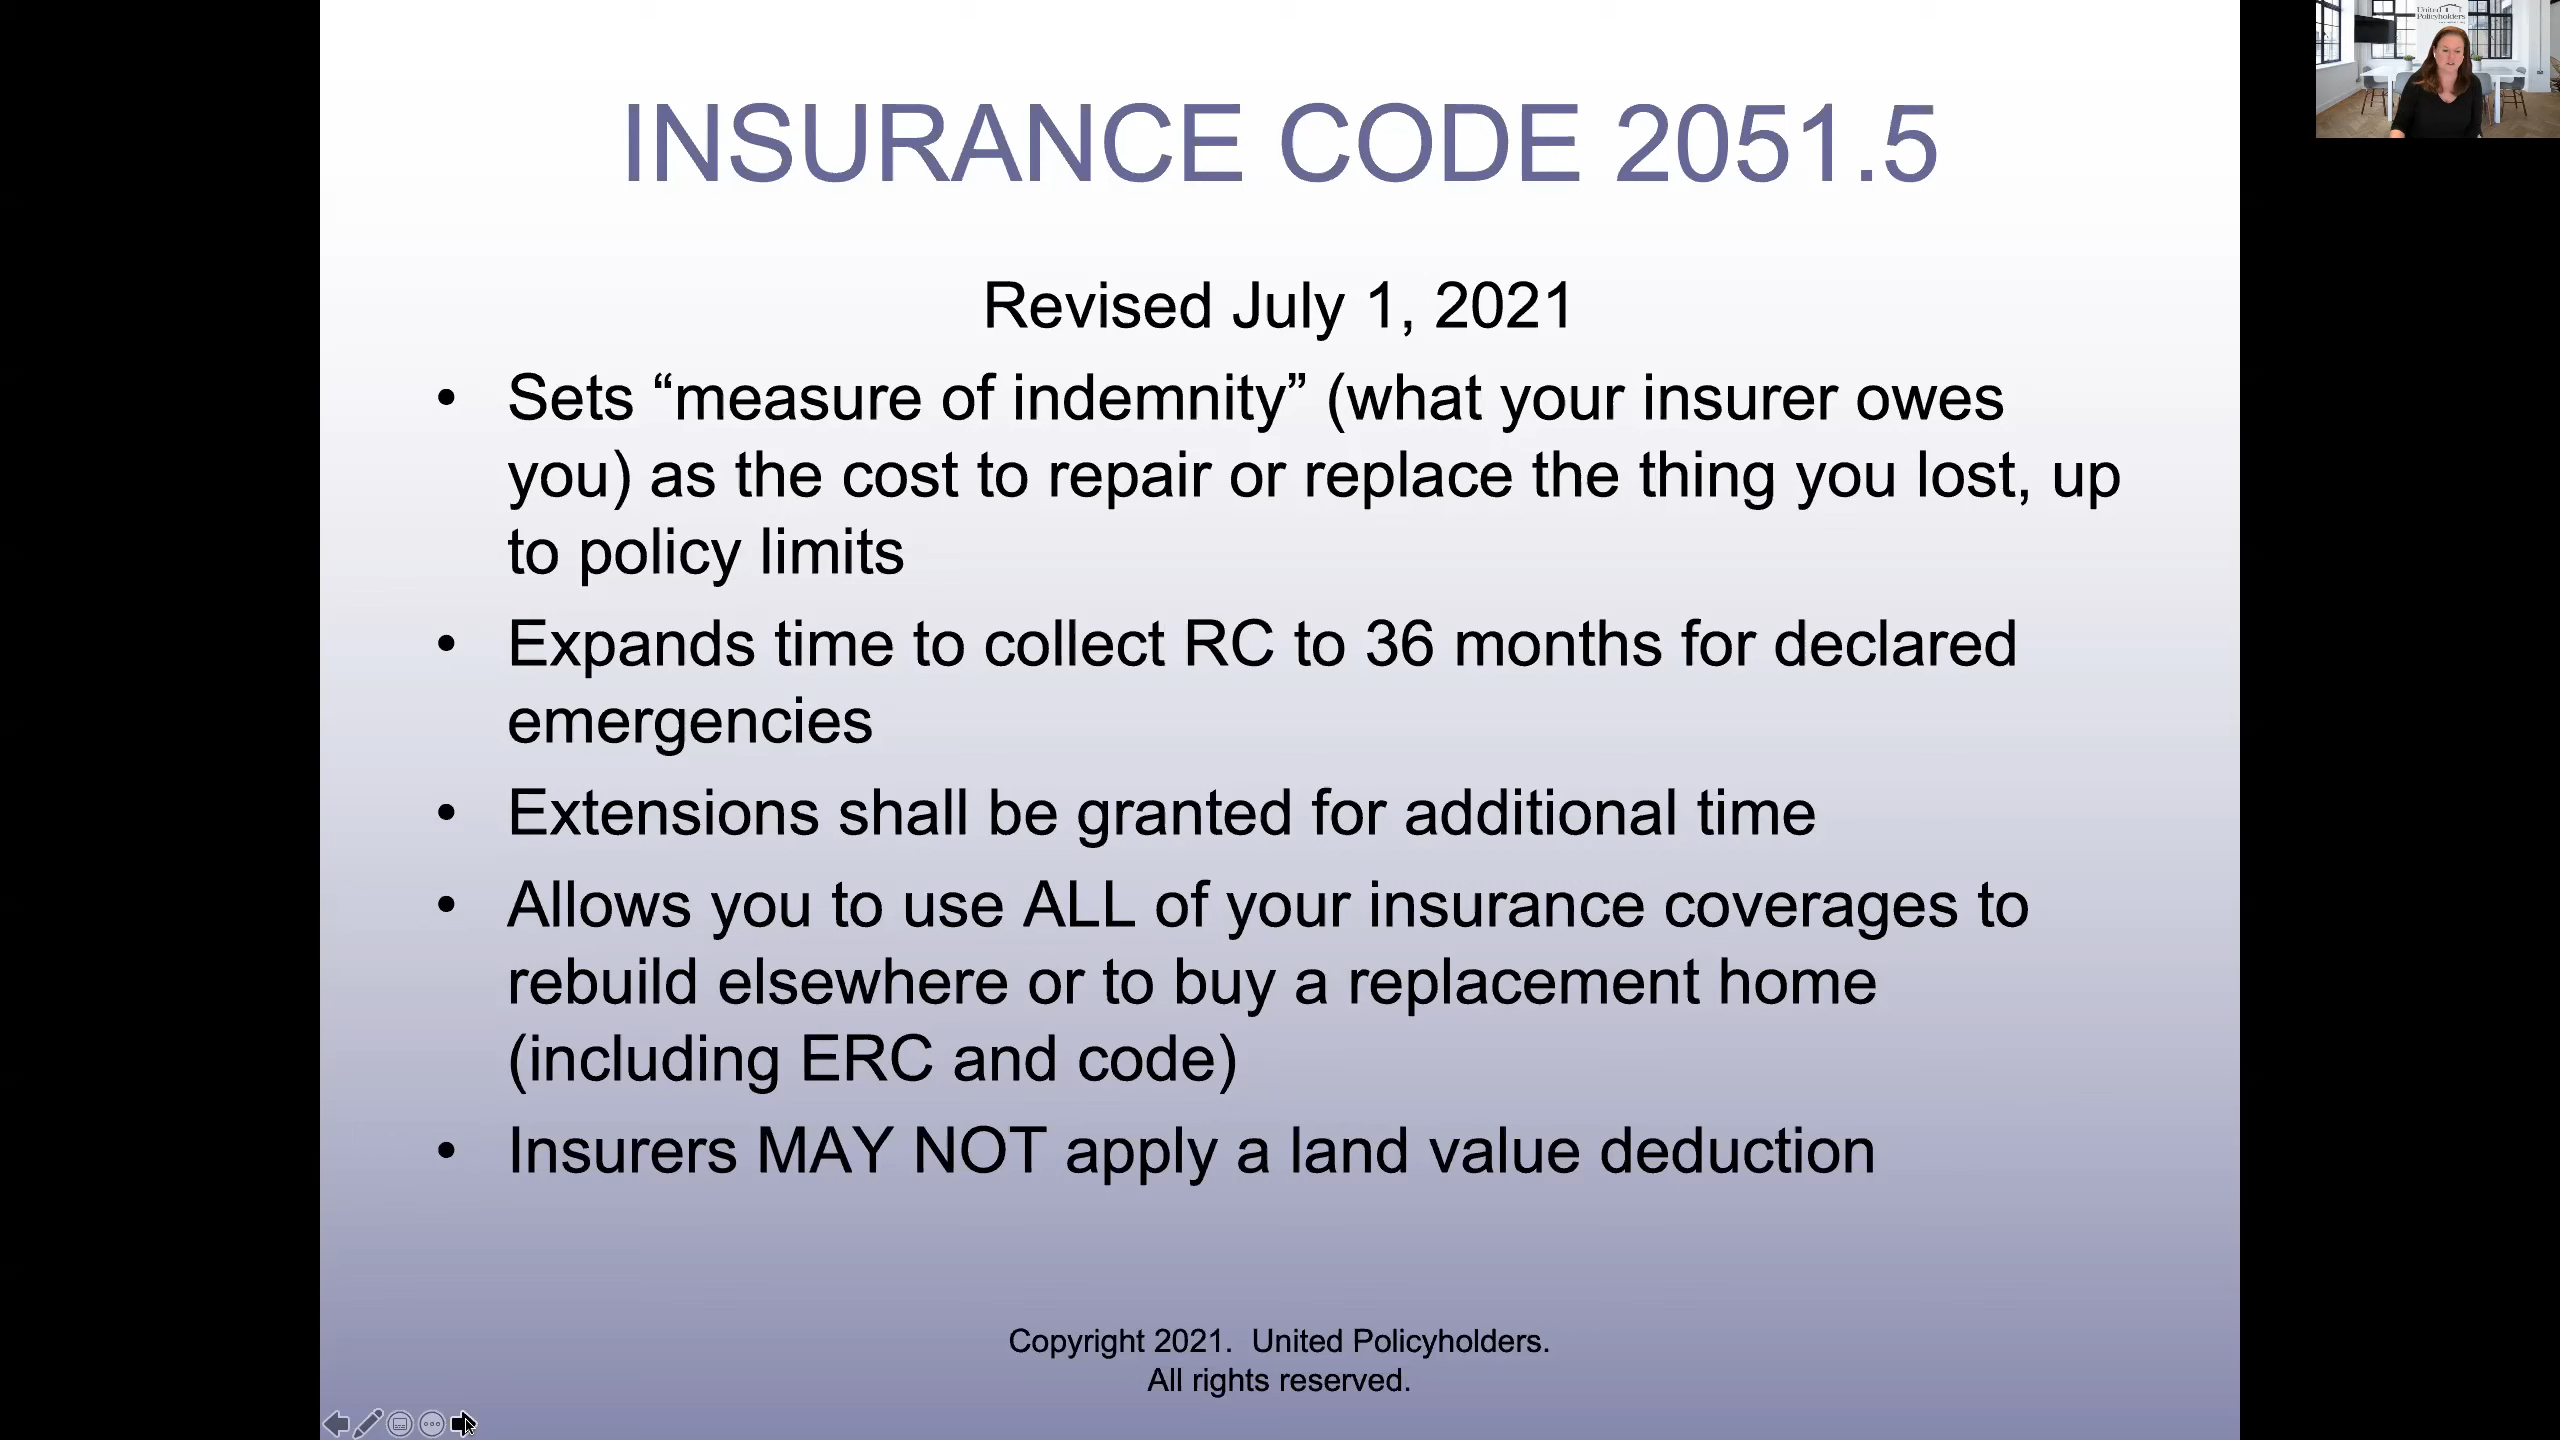 United
Policyholders
INSURANCE CODE 2051.5
Revised July 1, 2021
• Sets “measure of indemnity” (what your insurer owes
you) as the cost to repair or replace the thing you lost, up
to policy limits
• Expands time to collect RC to 36 months for declared
emergencies
• Extensions shall be granted for additional time
• Allows you to use ALL of your insurance coverages to
rebuild elsewhere or to buy a replacement home
(including ERC and code)
• Insurers MAY NOT apply a land value deduction
Copyright 2021. United Policyholders.
All rights reserved.